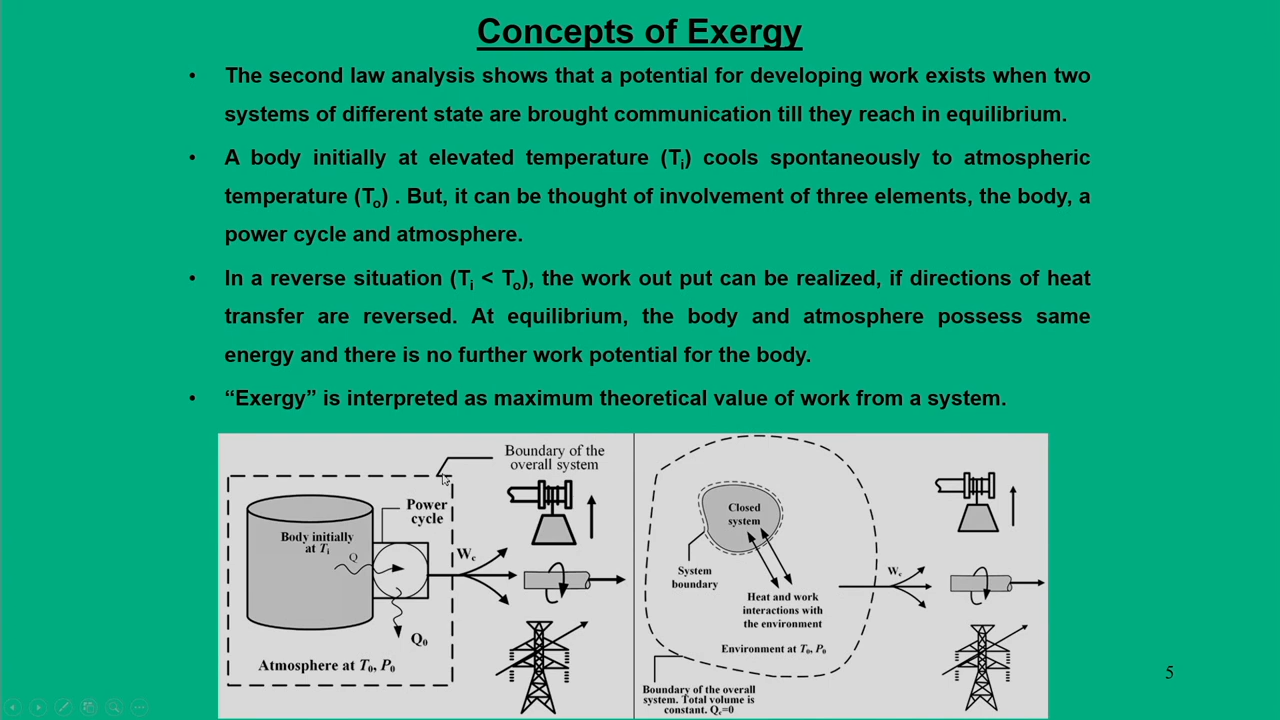 Concepts of Exergy
• The second law analysis shows that a potential for developing work exists when two
systems of different state are brought communication till they reach in equilibrium.
• A body initially at elevated temperature (Ti) cools spontaneously to atmospheric
temperature (To) . But, it can be thought of involvement of three elements, the body, a
power cycle and atmosphere.
• In a reverse situation (Ti < To), the work out put can be realized, if directions of heat
transfer are reversed. At equilibrium, the body and atmosphere possess same
energy and there is no further work potential for the body.
• “Exergy” is interpreted as maximum theoretical value of work from a system.
Boundary of the
overall system
Power
cycle
Body initially
at Ti
Q
Wc
Q0
Atmosphere at T0, P0
Closed
system
System
boundary
Heat and work
interactions with
the environment
Wc
Environment at T0, P0
Boundary of the overall
system. Total volume is
constant. Qc=0
5